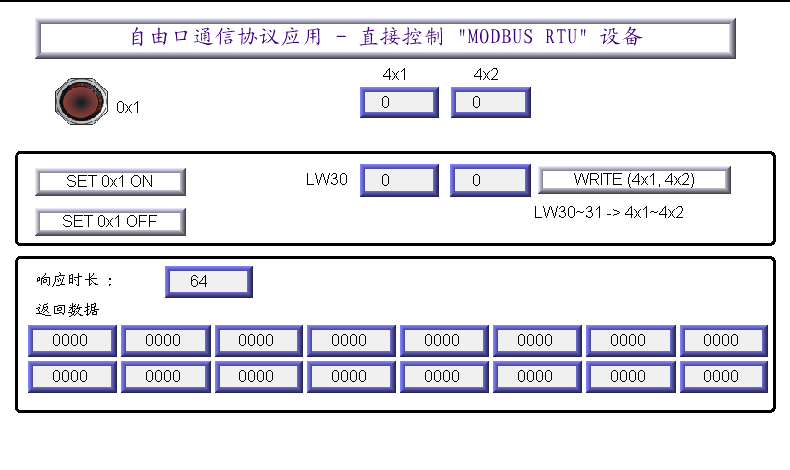 自由口通信协议应用 - 直接控制 "MODBUS RTU" 设备
4x1 4x2
0x1 0 0
SET 0x1 ON LW30 0 0 WRITE (4x1, 4x2)
SET 0x1 OFF LW30~31 -> 4x1~4x2
响应时长 : 64
返回数据
0000 0000 0000 0000 0000 0000 0000 0000
0000 0000 0000 0000 0000 0000 0000 0000